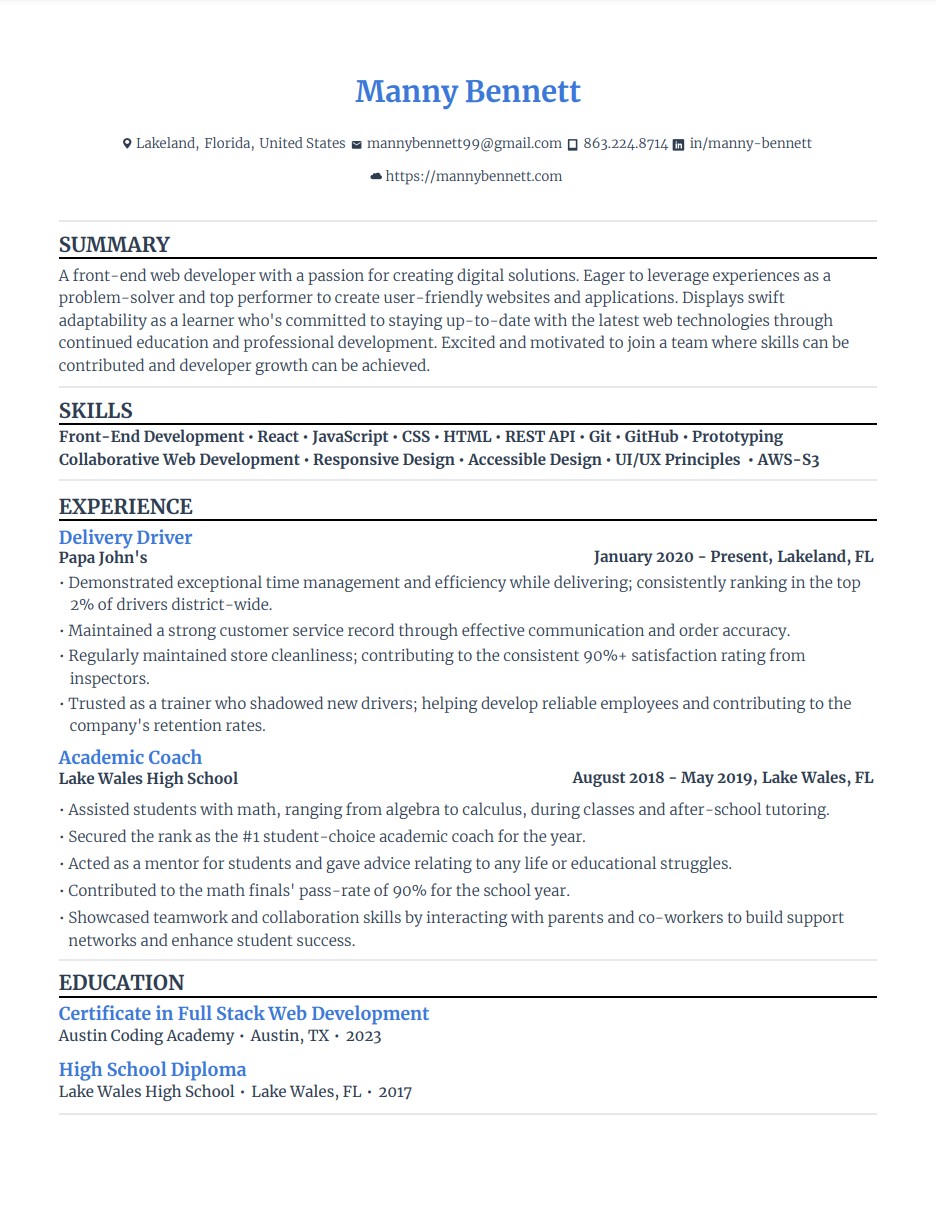 Manny Bennett
Lakeland, Florida, United States mannybennett99@gmail.com 863.224.8714 in/manny-bennett
https://mannybennett.com
SUMMARY
A front-end web developer with a passion for creating digital solutions. Eager to leverage experiences as a
problem-solver and top performer to create user-friendly websites and applications. Displays swift
adaptability as a learner who's committed to staying up-to-date with the latest web technologies through
continued education and professional development. Excited and motivated to join a team where skills can be
contributed and developer growth can be achieved.
SKILLS
Front-End Development • React • JavaScript • CSS • HTML • REST API • Git • GitHub • Prototyping
Collaborative Web Development • Responsive Design • Accessible Design • UI/UX Principles • AWS-S3
EXPERIENCE
Delivery Driver
Papa John's January 2020 - Present, Lakeland, FL
· Demonstrated exceptional time management and efficiency while delivering; consistently ranking in the top
2% of drivers district-wide.
· Maintained a strong customer service record through effective communication and order accuracy.
· Regularly maintained store cleanliness; contributing to the consistent 90%+ satisfaction rating from
inspectors.
· Trusted as a trainer who shadowed new drivers; helping develop reliable employees and contributing to the
company's retention rates.
Academic Coach
Lake Wales High School August 2018 - May 2019, Lake Wales, FL
· Assisted students with math, ranging from algebra to calculus, during classes and after-school tutoring.
· Secured the rank as the #1 student-choice academic coach for the year.
· Acted as a mentor for students and gave advice relating to any life or educational struggles.
· Contributed to the math finals' pass-rate of 90% for the school year.
· Showcased teamwork and collaboration skills by interacting with parents and co-workers to build support
networks and enhance student success.
EDUCATION
Certificate in Full Stack Web Development
Austin Coding Academy · Austin, TX · 2023
High School Diploma
Lake Wales High School · Lake Wales, FL · 2017